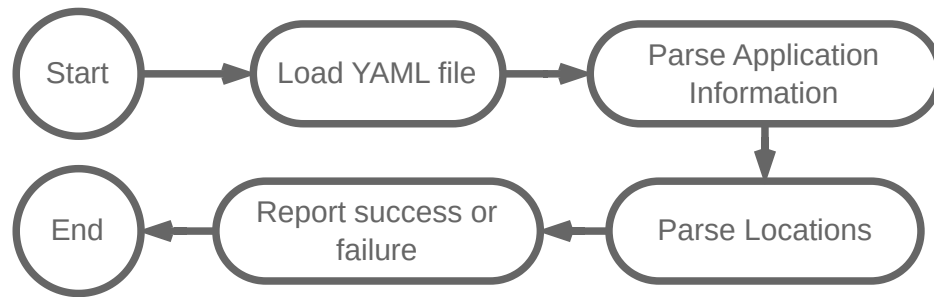 Start
Load YAML file
Parse Application
Information
Parse Locations
Report success or
failure
End